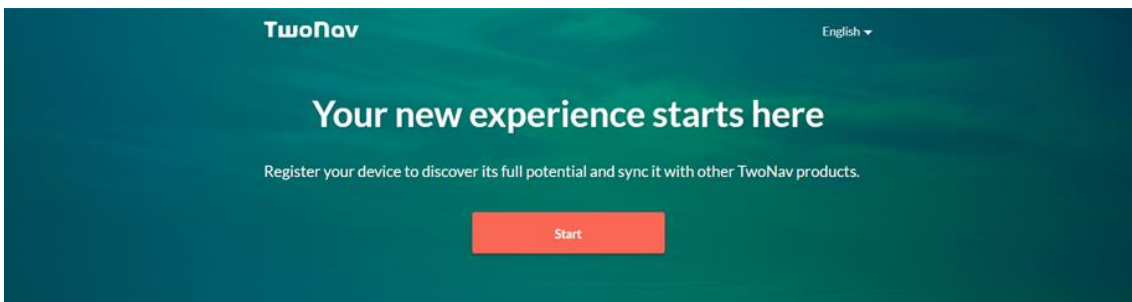 TwoNav
English
Your new experience starts here
Register your device to discover its full potential and sync it with other TwoNav products.
Start